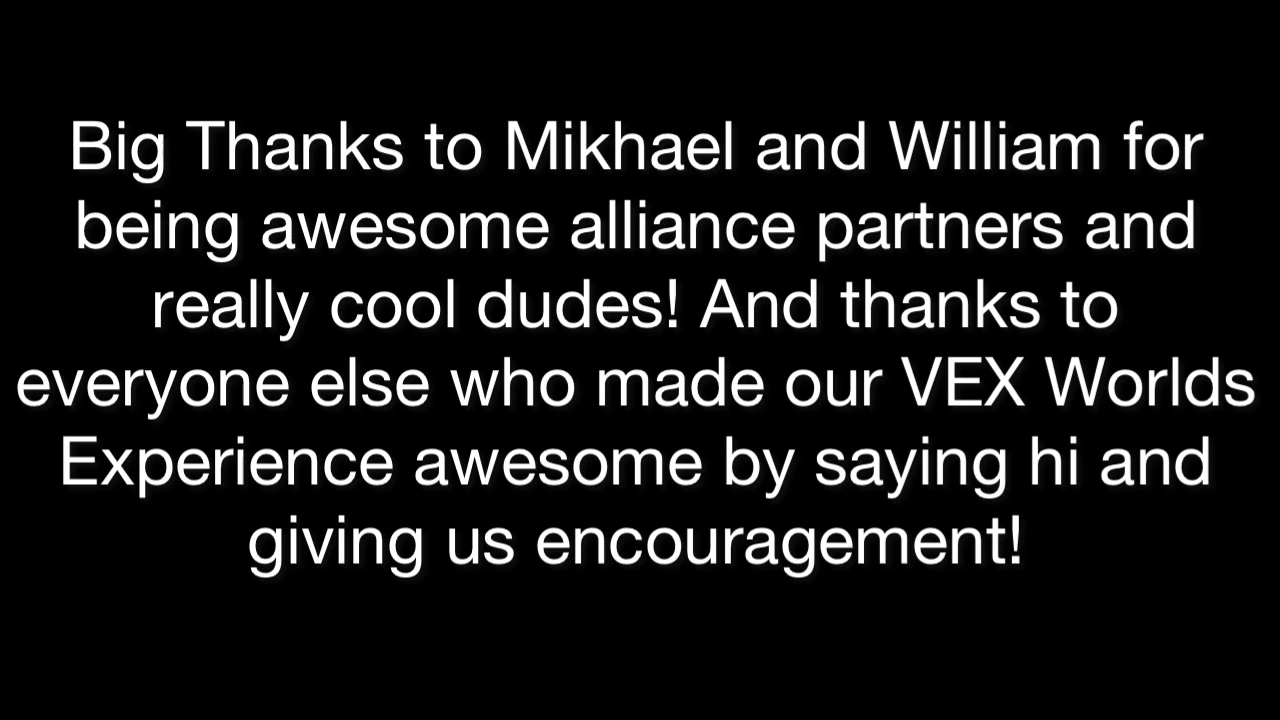 Big Thanks to Mikhael and William for
being awesome alliance partners and
really cool dudes! And thanks to
everyone else who made our VEX Worlds
Experience awesome by saying hi and
giving us encouragement!